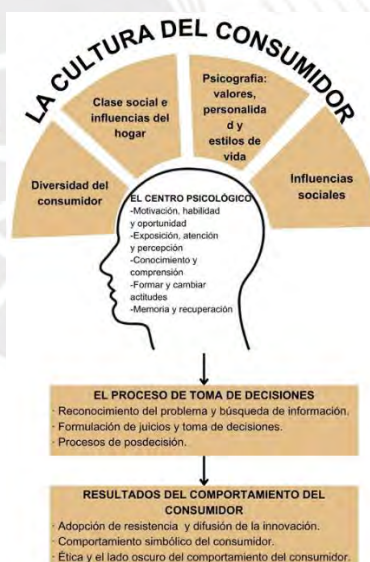 LA CULTURA DEL CONSUMIDOR
Diversidad del
consumidor
Clase social e
influencias del
hogar
Psicografia:
valores,
personalida
d y
estilos de
vida
Influencias
sociales
EL CENTRO PSICOLÓGICO
-Motivación, habilidad
y oportunidad
-Exposición, atención
y percepción
-Conocimiento y
comprensión
-Formar y cambiar
actitudes
-Memoria y recuperación
EL PROCESO DE TOMA DE DECISIONES
· Reconocimiento del problema y búsqueda de información.
· Formulación de juicios y toma de decisiones.
· Procesos de posdecisión.
RESULTADOS DEL COMPORTAMIENTO DEL
CONSUMIDOR
· Adopción de resistencia y difusión de la innovación.
· Comportamiento simbólico del consumidor.
· Ética y el lado oscuro del comportamiento del consumidor.